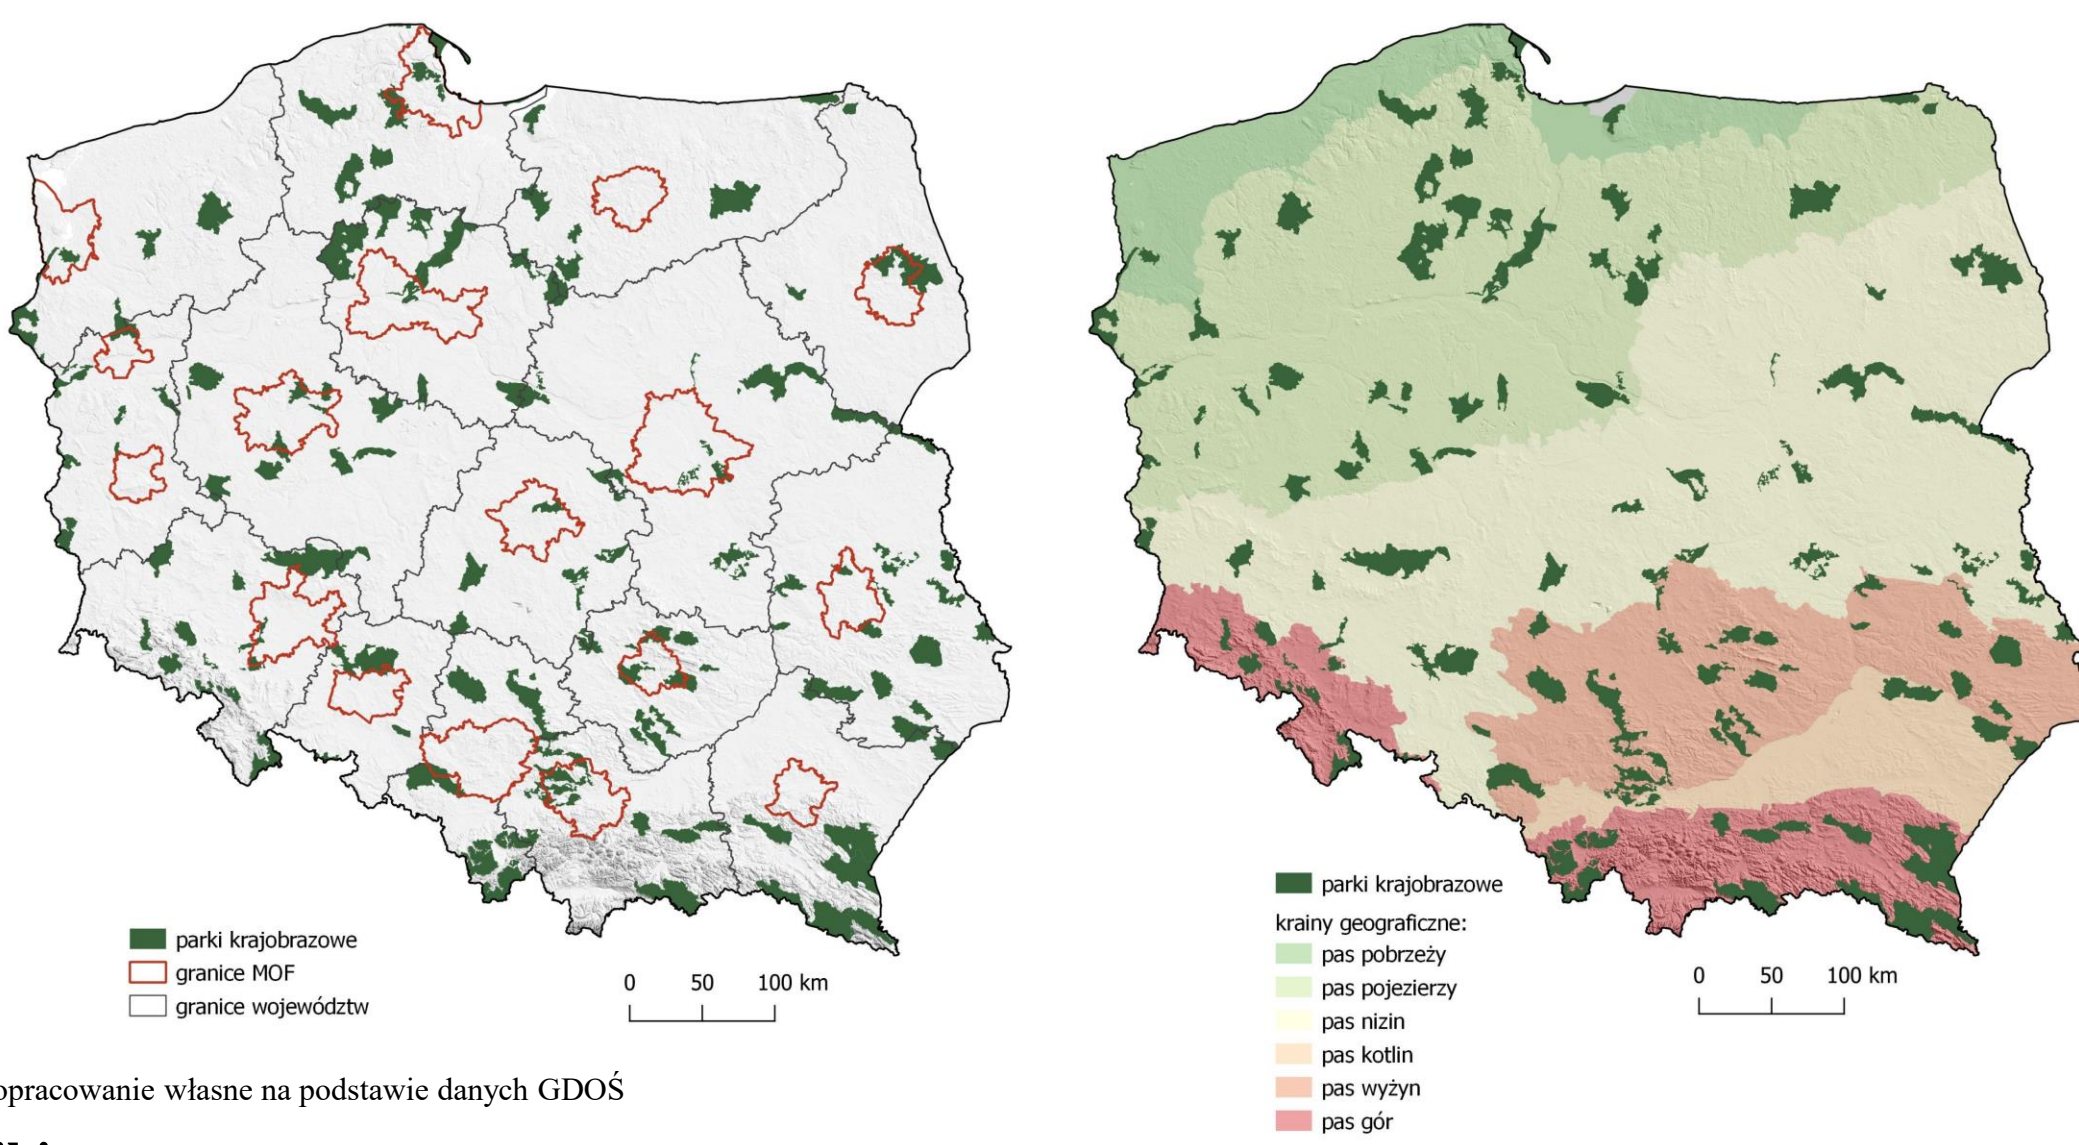 parki krajobrazowe
granice MOF
granice województw
0 50 100 km
parki krajobrazowe
krainy geograficzne:
pas pobrzeży
pas pojezierzy
pas nizin
pas kotlin
pas wyżyn
pas gór
0 50 100 km
opracowanie własne na podstawie danych GDOŚ